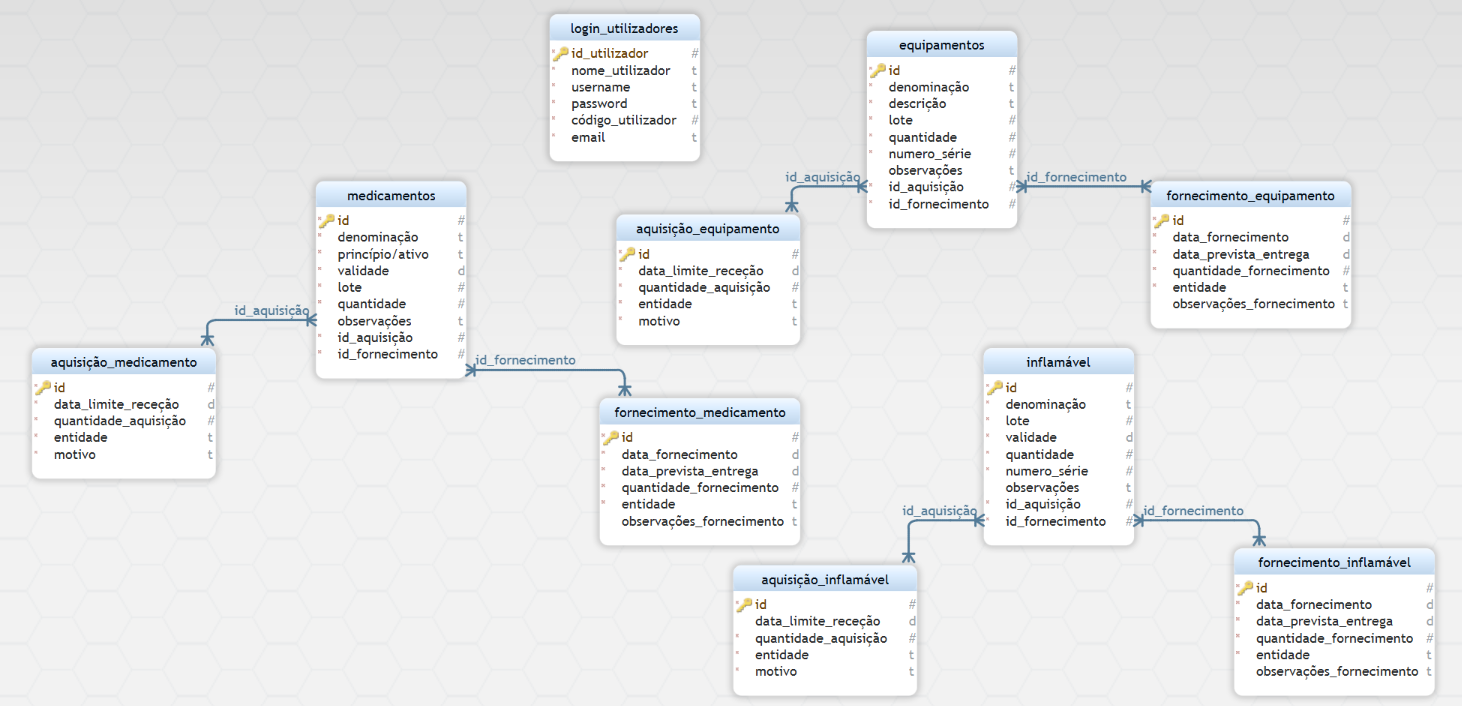 login_utilizadores
id_utilizador #
nome_utilizador t
username t
password t
código_utilizador #
email t
equipamentos
id #
denominação t
descrição t
lote #
quantidade #
numero_série #
observações t
id_aquisição #
id_fornecimento #
id_aquisição
id_fornecimento
medicamentos
id #
denominação t
princípio/ativo t
validade d
lote #
quantidade #
observações t
id_aquisição #
id_fornecimento #
id_aquisição
id_fornecimento
aquisição_equipamento
id #
data_limite_receção d
quantidade_aquisição #
entidade t
motivo t
fornecimento_equipamento
id #
data_fornecimento d
data_prevista_entrega d
quantidade_fornecimento #
entidade t
observações_fornecimento t
aquisição_medicamento
id #
data_limite_receção d
quantidade_aquisição #
entidade t
motivo t
fornecimento_medicamento
id #
data_fornecimento d
data_prevista_entrega d
quantidade_fornecimento #
entidade t
observações_fornecimento t
inflamável
id #
denominação t
lote #
validade d
quantidade #
numero_série #
observações t
id_aquisição #
id_fornecimento #
id_aquisição
id_fornecimento
aquisição_inflamável
id #
data_limite_receção d
quantidade_aquisição #
entidade t
motivo t
fornecimento_inflamável
id #
data_fornecimento d
data_prevista_entrega d
quantidade_fornecimento #
entidade t
observações_fornecimento t